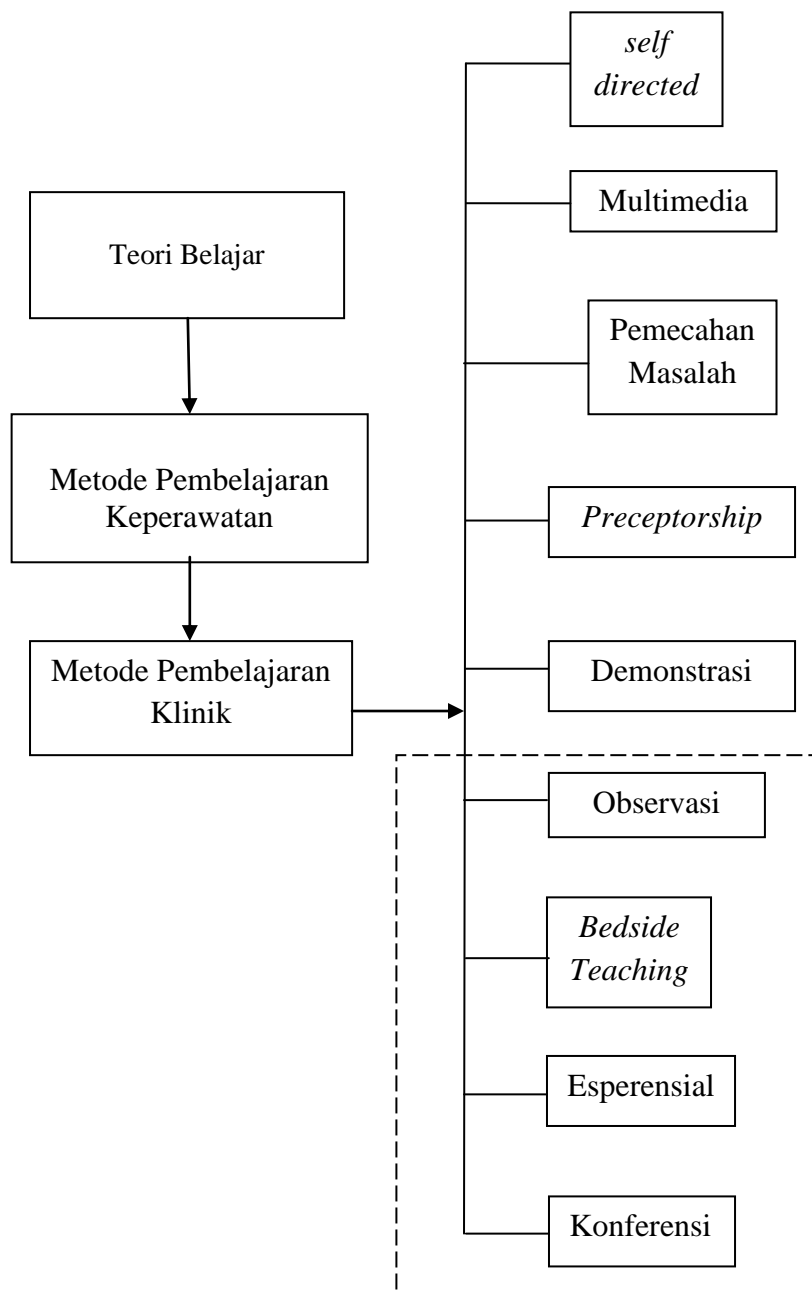 Teori Belajar
Metode Pembelajaran
Keperawatan
Metode Pembelajaran
Klinik
self
directed
Multimedia
Pemecahan
Masalah
Preceptorship
Demonstrasi
Observasi
Bedside
Teaching
Esperensial
Konferensi